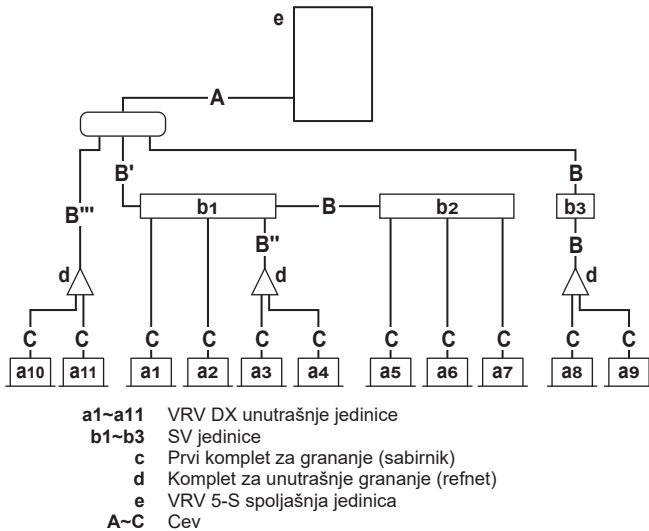 e
A
B'
B
b1
B
b2
b3
B'''
B''
B
d
d
d
C
C
C
C
C
C
C
C
C
C
C
a10
a11
a1
a2
a3
a4
a5
a6
a7
a8
a9
a1~a11 VRV DX unutrašnje jedinice
b1~b3 SV jedinice
c Prvi komplet za grananje (sabirnik)
d Komplet za unutrašnje grananje (refnet)
e VRV 5-S spoljašnja jedinica
A~C Cev